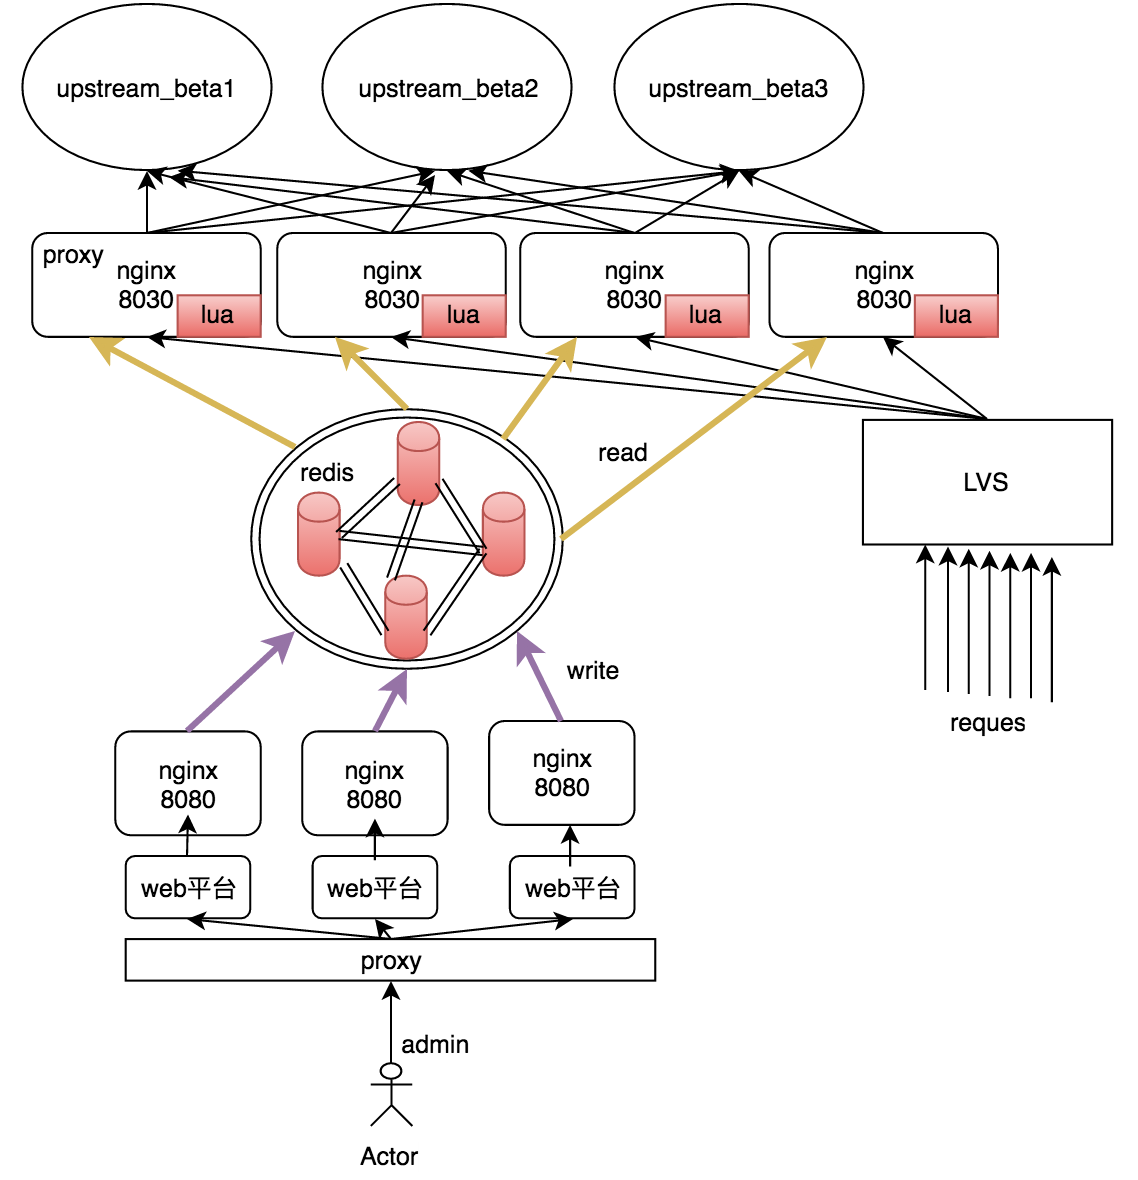 upstream_beta1
upstream_beta2
upstream_beta3
proxy
nginx
8030
lua
nginx
8030
lua
nginx
8030
lua
nginx
8030
lua
redis
read
LVS
write
reques
nginx
8080
nginx
8080
nginx
8080
web平台
web平台
web平台
proxy
admin
Actor